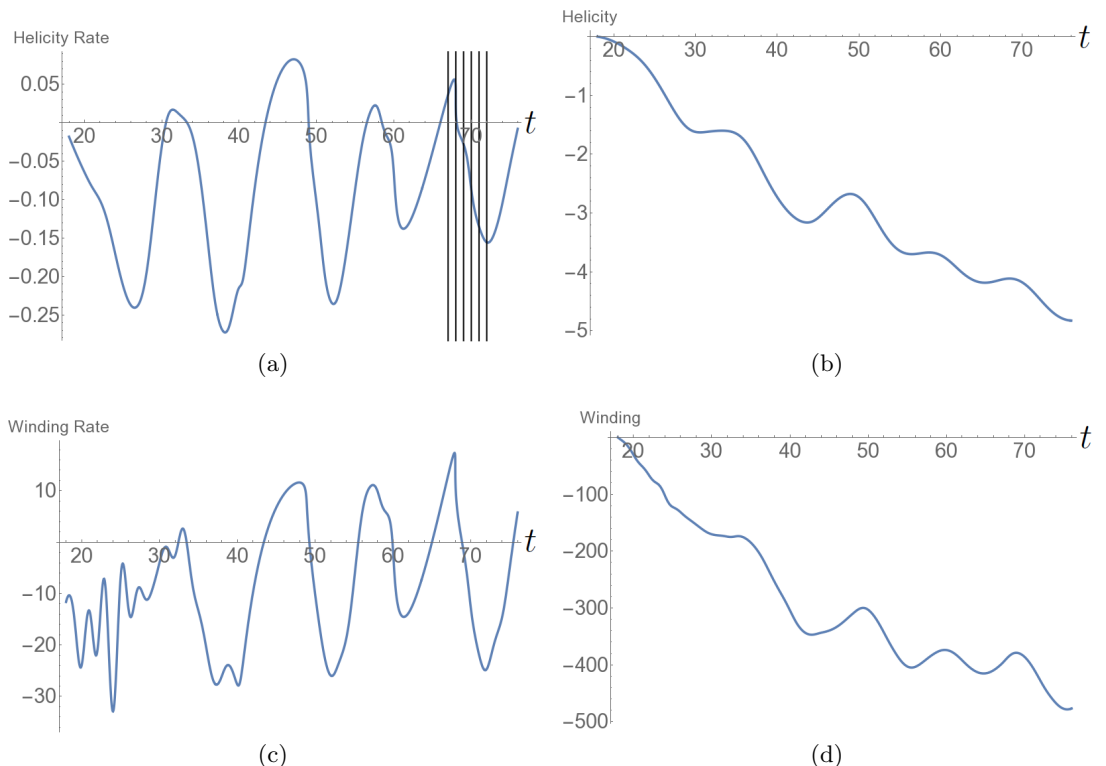 Helicity Rate
0.05
-0.05
-0.10
-0.15
-0.20
-0.25
20 30 40 50 60 70 t
(a)
Helicity
20 30 40 50 60 70 t
-1
-2
-3
-4
-5
(b)
Winding Rate
10
-10
-20
-30
20 30 40 50 60 70 t
(c)
Winding
20 30 40 50 60 70 t
-100
-200
-300
-400
-500
(d)